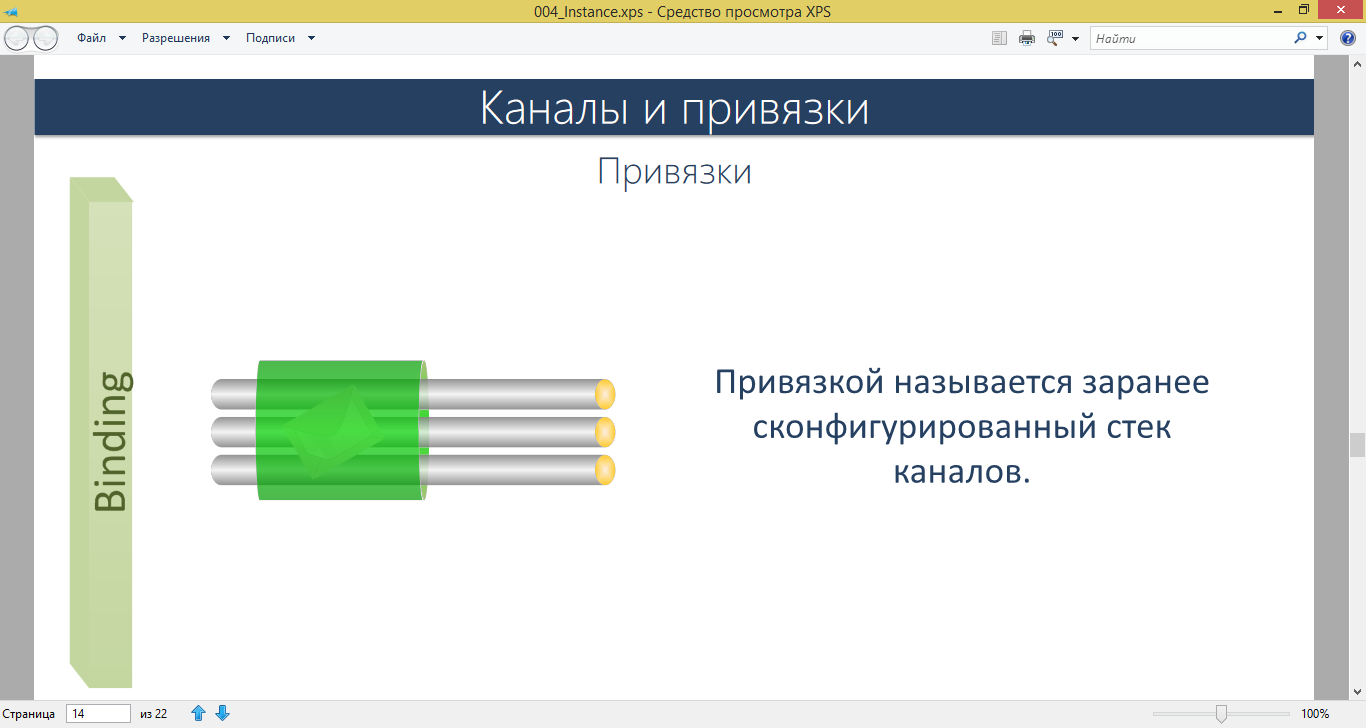 004_Instance.xps - Средство просмотра XPS
Файл Разрешения Подписи
100
Найти
?
Каналы и привязки
Привязки
Binding
Привязкой называется заранее
сконфигурированный стек
каналов.
Страница 14 из 22
100%